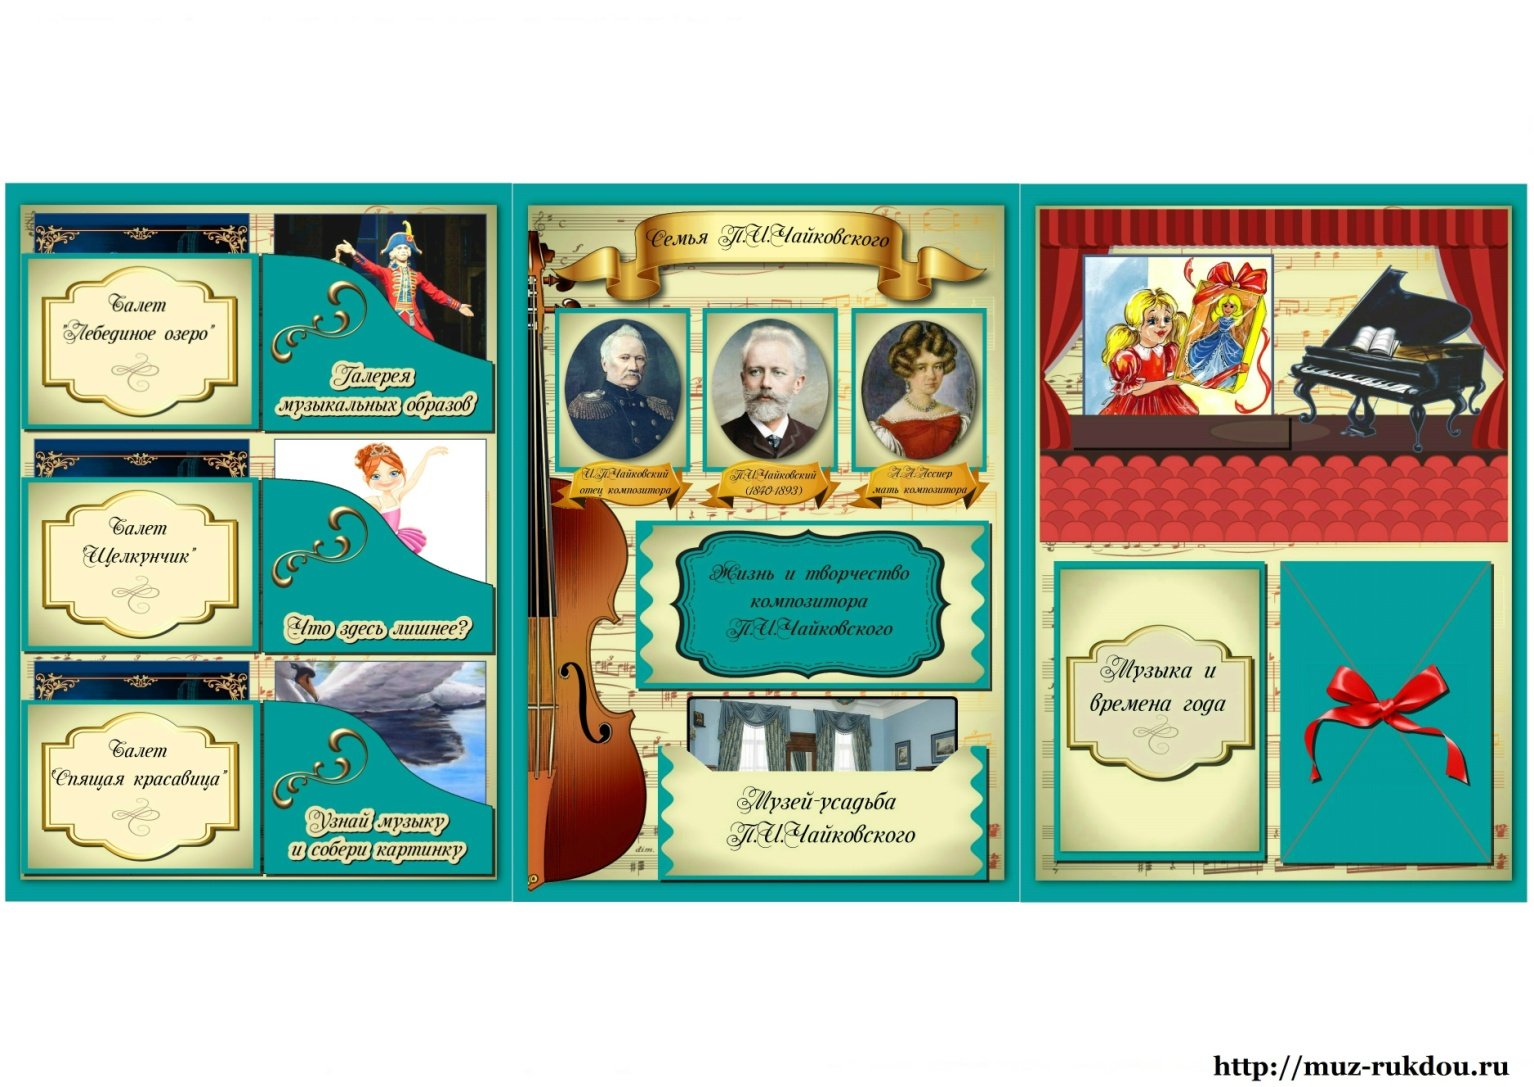 Балет
"Лебединое озеро"
Галерея
музыкальных образов
Балет
"Щелкунчик"
Что здесь лишнее?
Балет
"Спящая красавица"
Узнай музыку
и собери картинку
Семья П.И.Чайковского
И.П.Чайковский
отец композитора
П.И.Чайковский
(1840-1893)
А.А.Ассиер
мать композитора
Жизнь и творчество
композитора
П.И.Чайковского
Музей-усадьба
П.И.Чайковского
dim.
Музыка и
времена года
http://muz-rukdou.ru